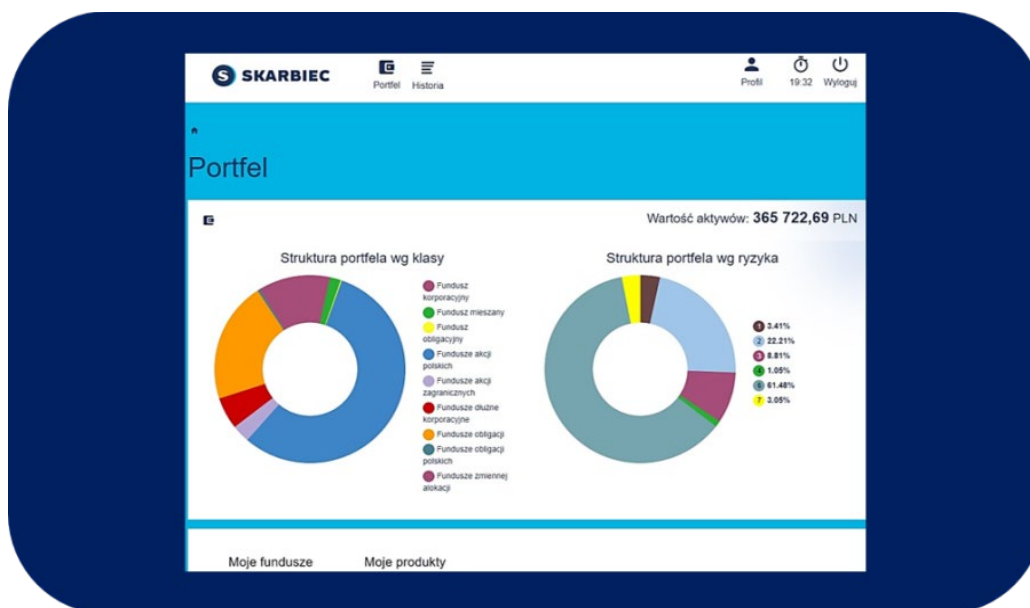 S SKARBIEC
Portfel
Historia
Profil
19:32
Wyloguj
Portfel
Wartość aktywów: 365 722,69 PLN
Struktura portfela wg klasy
Fundusz
korporacyjny
Fundusz mieszany
Fundusz
obligacyjny
Fundusze akcji
polskich
Fundusze akcji
zagranicznych
Fundusze dłużne
korporacyjne
Fundusze obligacji
Fundusze obligacji
polskich
Fundusze zmiennej
alokacji
Struktura portfela wg ryzyka
1 3.41%
2 22.21%
3 8.81%
4 1.05%
6 61.48%
7 3.05%
Moje fundusze
Moje produkty